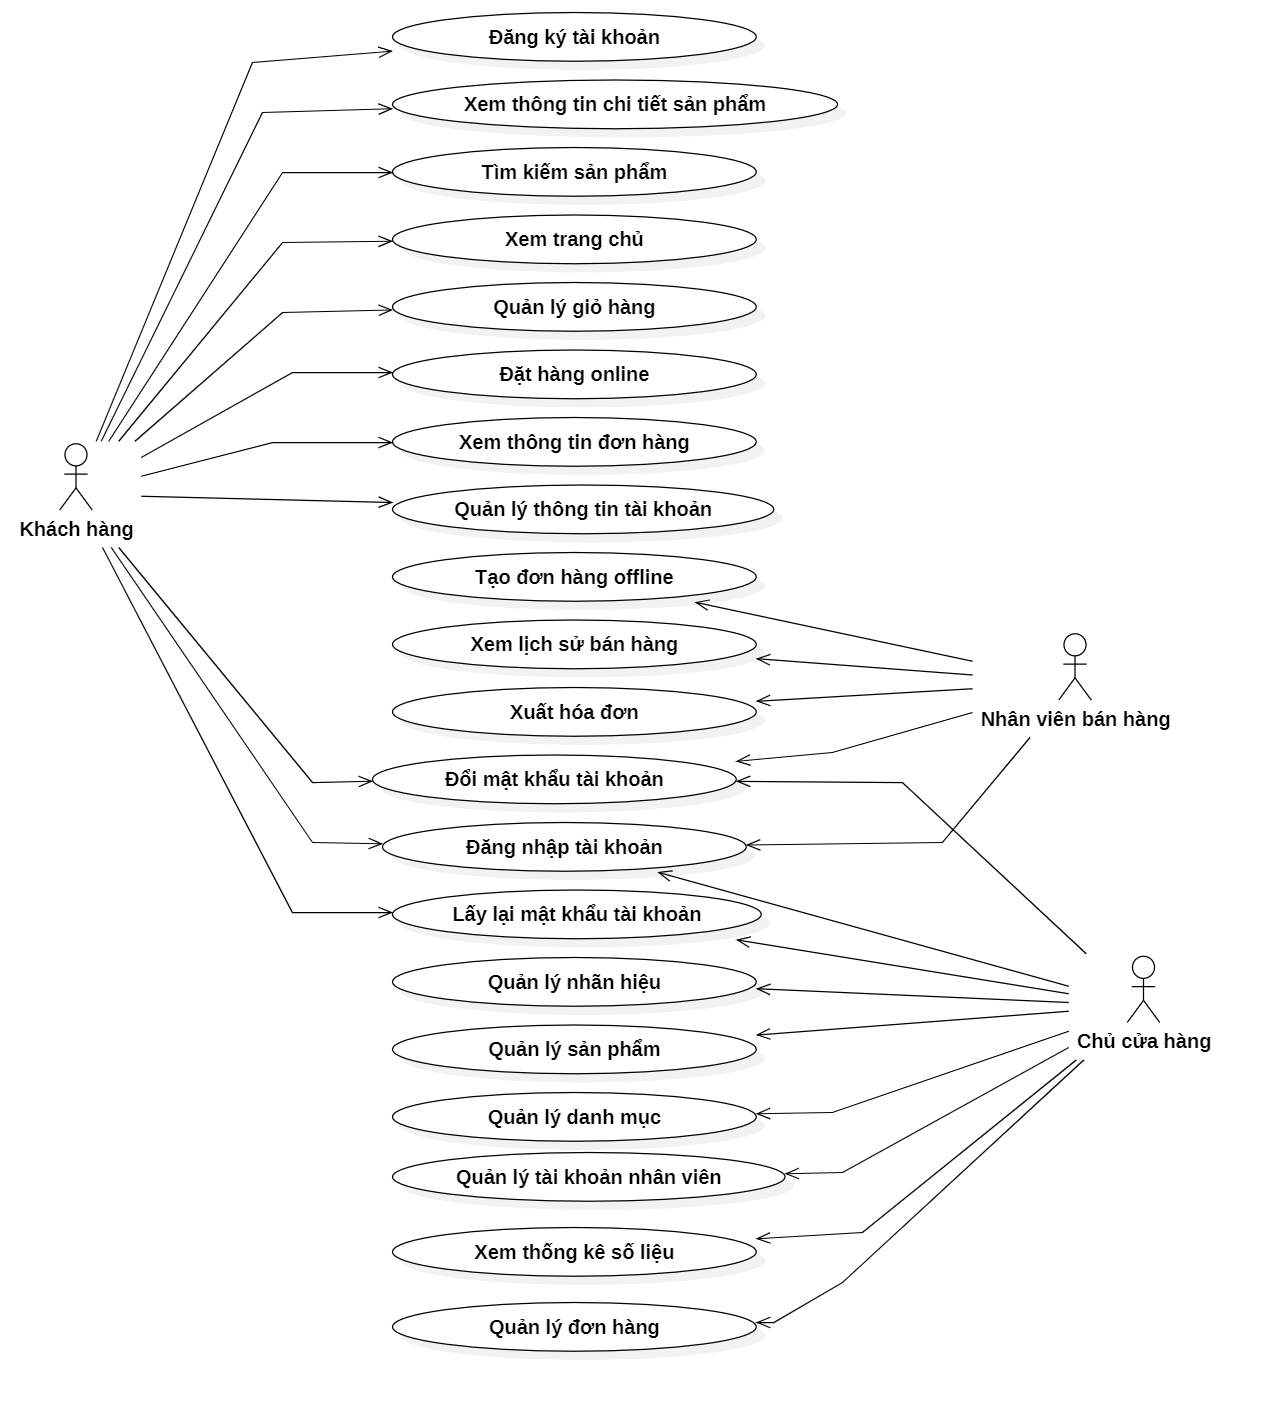 Đăng ký tài khoản
Xem thông tin chi tiết sản phẩm
Tìm kiếm sản phẩm
Xem trang chủ
Quản lý giỏ hàng
Đặt hàng online
Xem thông tin đơn hàng
Quản lý thông tin tài khoản
Khách hàng
Tạo đơn hàng offline
Xem lịch sử bán hàng
Xuất hóa đơn
Nhân viên bán hàng
Đổi mật khẩu tài khoản
Đăng nhập tài khoản
Lấy lại mật khẩu tài khoản
Quản lý nhãn hiệu
Quản lý sản phẩm
Chủ cửa hàng
Quản lý danh mục
Quản lý tài khoản nhân viên
Xem thống kê số liệu
Quản lý đơn hàng